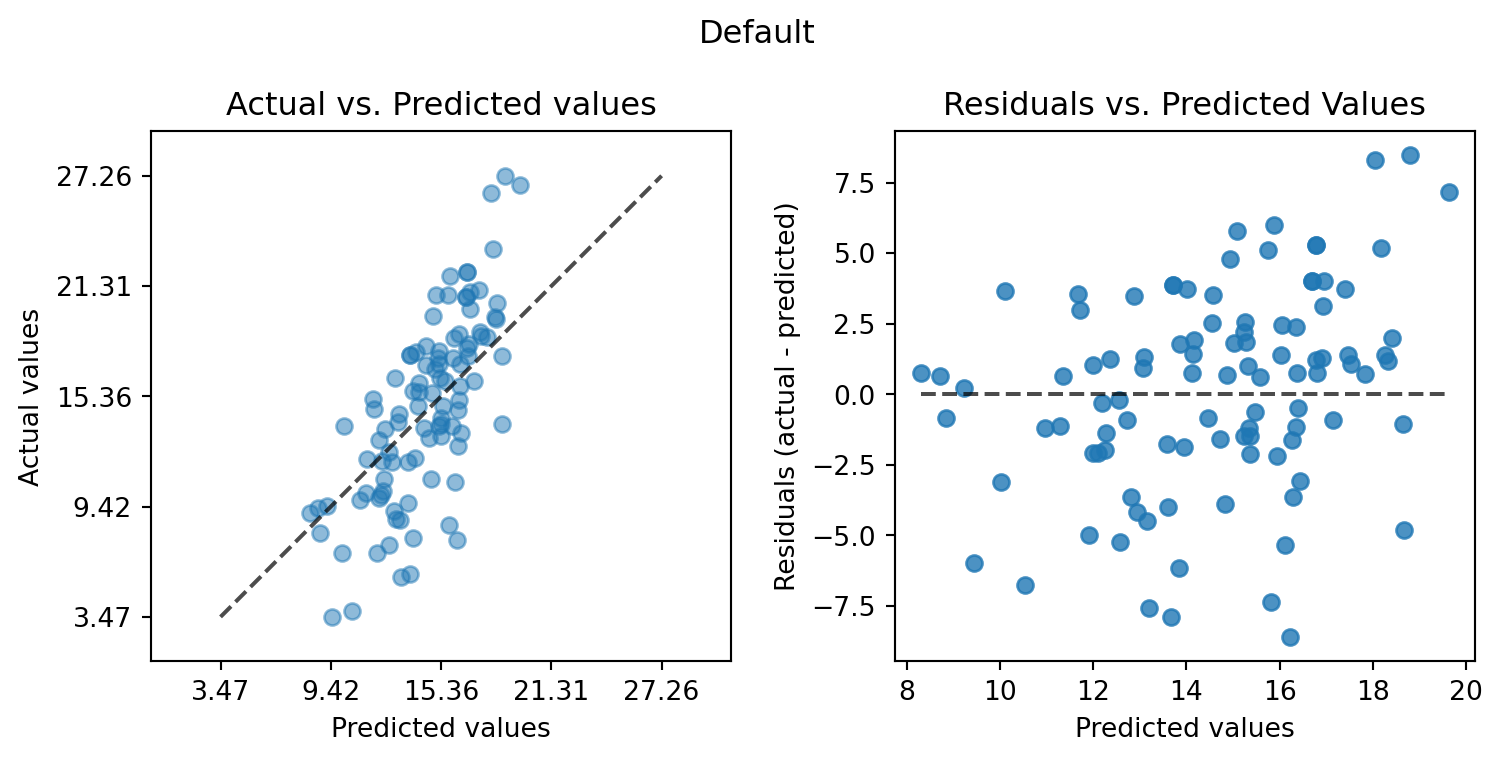 Default
Actual vs. Predicted values
Actual values
27.26
21.31
15.36
9.42
3.47
3.47 9.42 15.36 21.31 27.26
Predicted values
Residuals vs. Predicted Values
Residuals (actual - predicted)
7.5
5.0
2.5
0.0
−2.5
−5.0
−7.5
8 10 12 14 16 18 20
Predicted values